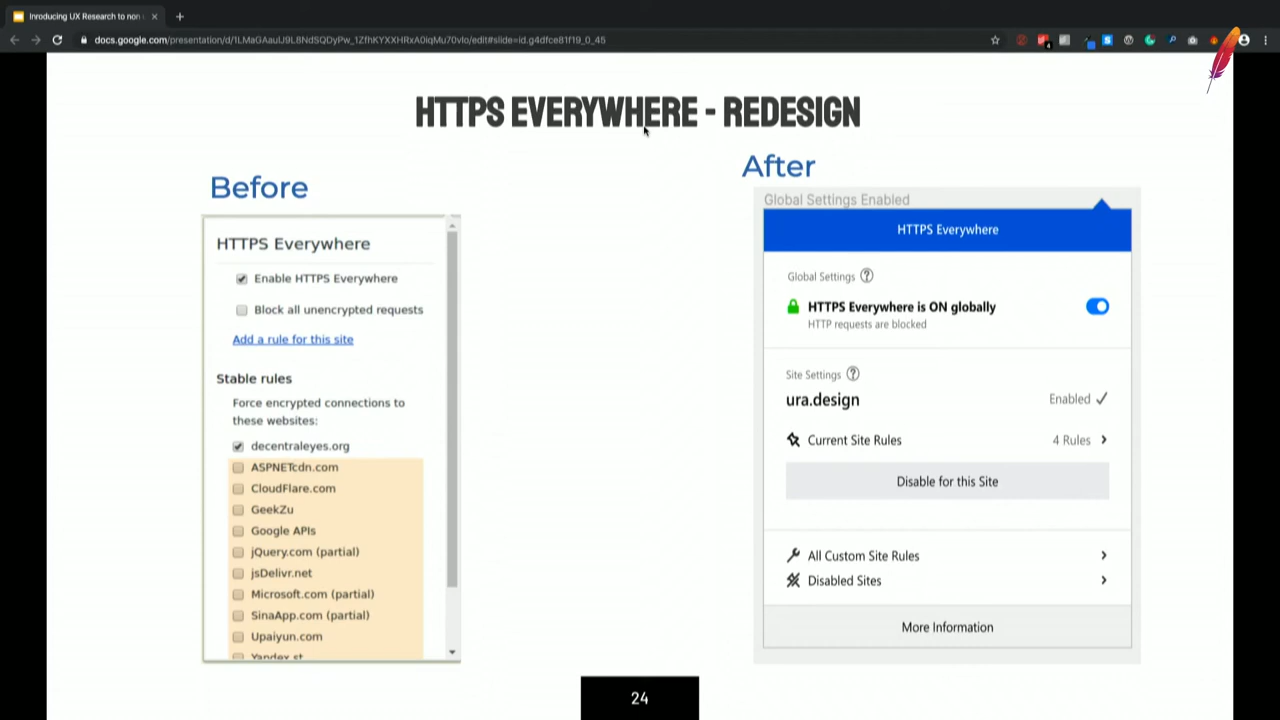 Inroducing UX Research to non
docs.google.com/presentation/d/1LMaGAauIJ9L8NdSQDyPw_1ZfhKYXXHRxA0iqMu70vlo/edit#slide=id.g4dfce81f19_0_45
HTTPS EVERYWHERE - REDESIGN
Before
HTTPS Everywhere
Enable HTTPS Everywhere
Block all unencrypted requests
Add a rule for this site
Stable rules
Force encrypted connections to
these websites:
decentraleyes.org
ASPNETcdn.com
CloudFlare.com
GeekZu
Google APIs
jQuery.com (partial)
jsDelivr.net
Microsoft.com (partial)
SinaApp.com (partial)
Upaiyun.com
Yandex.st
After
Global Settings Enabled
HTTPS Everywhere
Global Settings ?
HTTPS Everywhere is ON globally
HTTP requests are blocked
Site Settings ?
ura.design Enabled
Current Site Rules 4 Rules
Disable for this Site
All Custom Site Rules
Disabled Sites
More Information
24